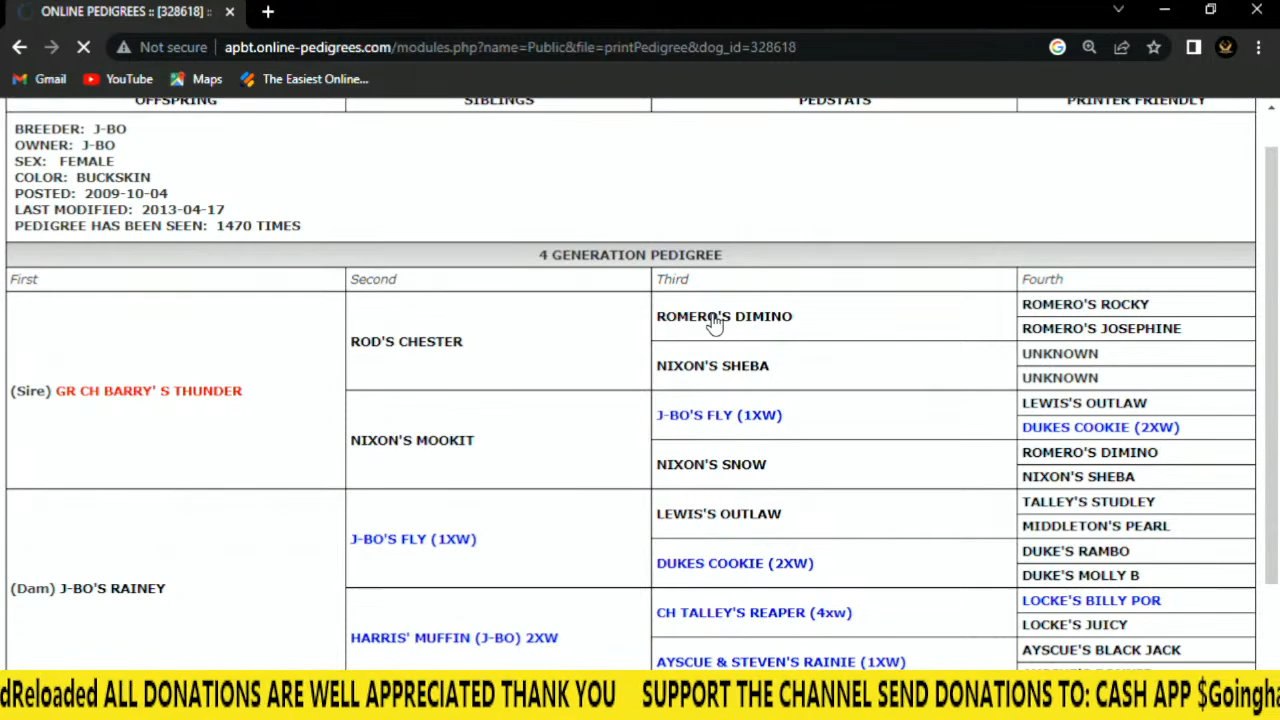 ONLINE PEDIGREES :: [328618] ::
Not secure apbt.online-pedigrees.com/modules.php?name=Public&file=printPedigree&dog_id=328618
Gmail YouTube Maps The Easiest Online...
OFFSPRING SIBLINGS PEDSTATS PRINTER FRIENDLY
BREEDER: J-BO
OWNER: J-BO
SEX: FEMALE
COLOR: BUCKSKIN
POSTED: 2009-10-04
LAST MODIFIED: 2013-04-17
PEDIGREE HAS BEEN SEEN: 1470 TIMES
4 GENERATION PEDIGREE
First Second Third Fourth
(Sire) GR CH BARRY' S THUNDER
(Dam) J-BO'S RAINEY
ROD'S CHESTER
NIXON'S MOOKIT
J-BO'S FLY (1XW)
HARRIS' MUFFIN (J-BO) 2XW
ROMERO'S DIMINO
NIXON'S SHEBA
J-BO'S FLY (1XW)
NIXON'S SNOW
LEWIS'S OUTLAW
DUKES COOKIE (2XW)
CH TALLEY'S REAPER (4xw)
AYSCUE & STEVEN'S RAINIE (1XW)
ROMERO'S ROCKY
ROMERO'S JOSEPHINE
UNKNOWN
UNKNOWN
LEWIS'S OUTLAW
DUKES COOKIE (2XW)
ROMERO'S DIMINO
NIXON'S SHEBA
TALLEY'S STUDLEY
MIDDLETON'S PEARL
DUKE'S RAMBO
DUKE'S MOLLY B
LOCKE'S BILLY POR
LOCKE'S JUICY
AYSCUE'S BLACK JACK
dReloaded ALL DONATIONS ARE WELL APPRECIATED THANK YOU SUPPORT THE CHANNEL SEND DONATIONS TO: CASH APP $Goingha